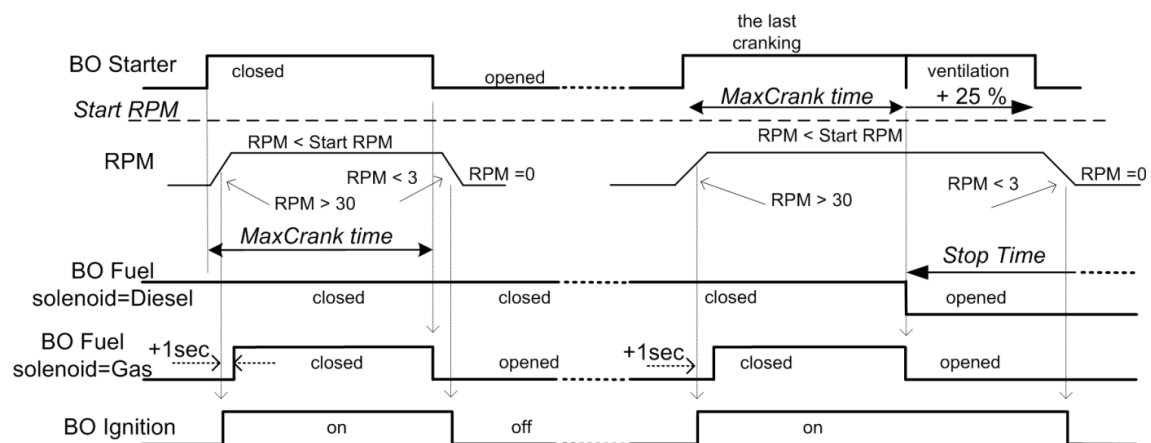 the last
cranking
BO Starter
closed
opened
ventilation
+ 25 %
MaxCrank time
Start RPM
RPM < Start RPM
RPM < Start RPM
RPM
RPM < 3
RPM =0
RPM > 30
RPM > 30
RPM < 3
RPM =0
MaxCrank time
BO Fuel
solenoid=Diesel
closed
closed
closed
Stop Time
opened
BO Fuel
solenoid=Gas
+1sec
closed
opened
+1sec
closed
opened
BO Ignition
on
off
on